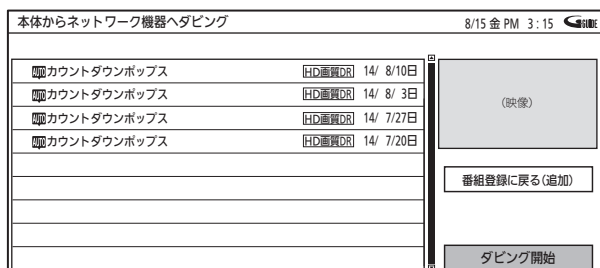 本体からネットワーク機器へダビング
8/15 金 PM 3:15 GGUIDE
カウントダウンポップス HD画質DR 14/ 8/10日
カウントダウンポップス HD画質DR 14/ 8/ 3日
カウントダウンポップス HD画質DR 14/ 7/27日
カウントダウンポップス HD画質DR 14/ 7/20日
(映像)
番組登録に戻る(追加)
ダビング開始